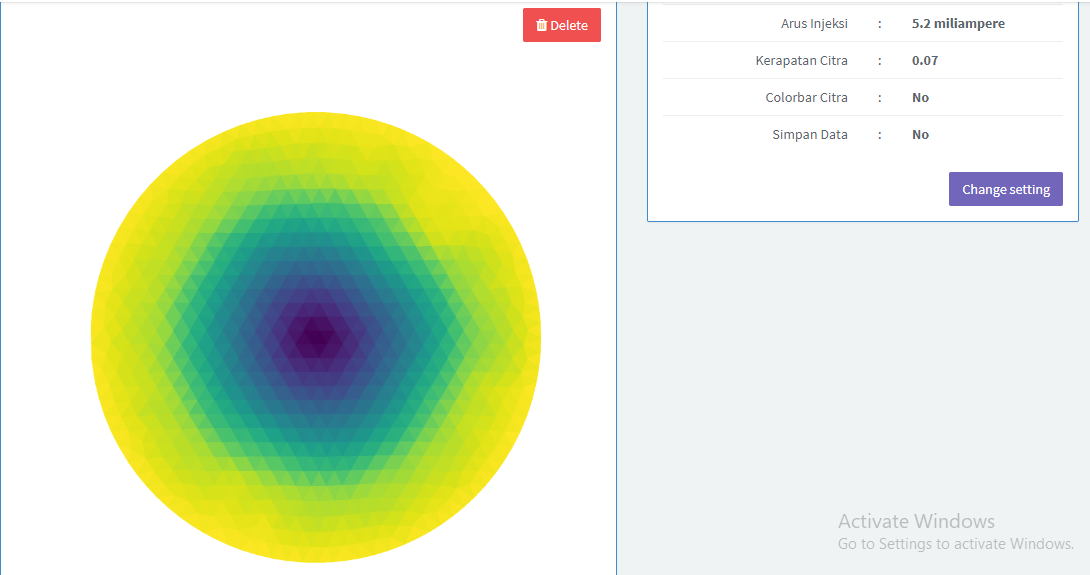 Delete
Arus Injeksi : 5.2 miliampere
Kerapatan Citra : 0.07
Colorbar Citra : No
Simpan Data : No
Change setting
Activate Windows
Go to Settings to activate Windows.